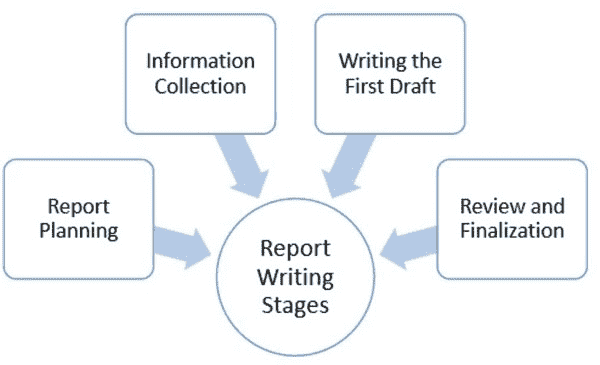 Information
Collection
Writing the
First Draft
Report
Planning
Review and
Finalization
Report
Writing
Stages